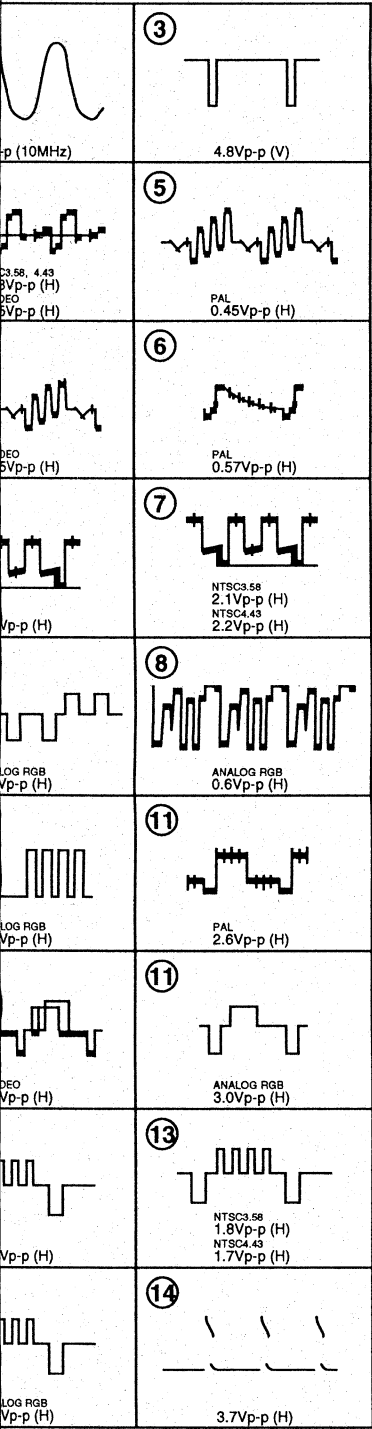 -p (10MHz)
3
4.8Vp-p (V)
C3.58, 4.43
Vp-p (H)
DEO
5Vp-p (H)
5
PAL
0.45Vp-p (H)
DEO
5Vp-p (H)
6
PAL
0.57Vp-p (H)
Vp-p (H)
7
NTSC3.58
2.1Vp-p (H)
NTSC4.43
2.2Vp-p (H)
LOG RGB
Vp-p (H)
8
ANALOG RGB
0.6Vp-p (H)
LOG RGB
Vp-p (H)
11
PAL
2.6Vp-p (H)
DEO
Vp-p (H)
11
ANALOG RGB
3.0Vp-p (H)
Vp-p (H)
13
NTSC3.58
1.8Vp-p (H)
NTSC4.43
1.7Vp-p (H)
LOG RGB
Vp-p (H)
14
3.7Vp-p (H)